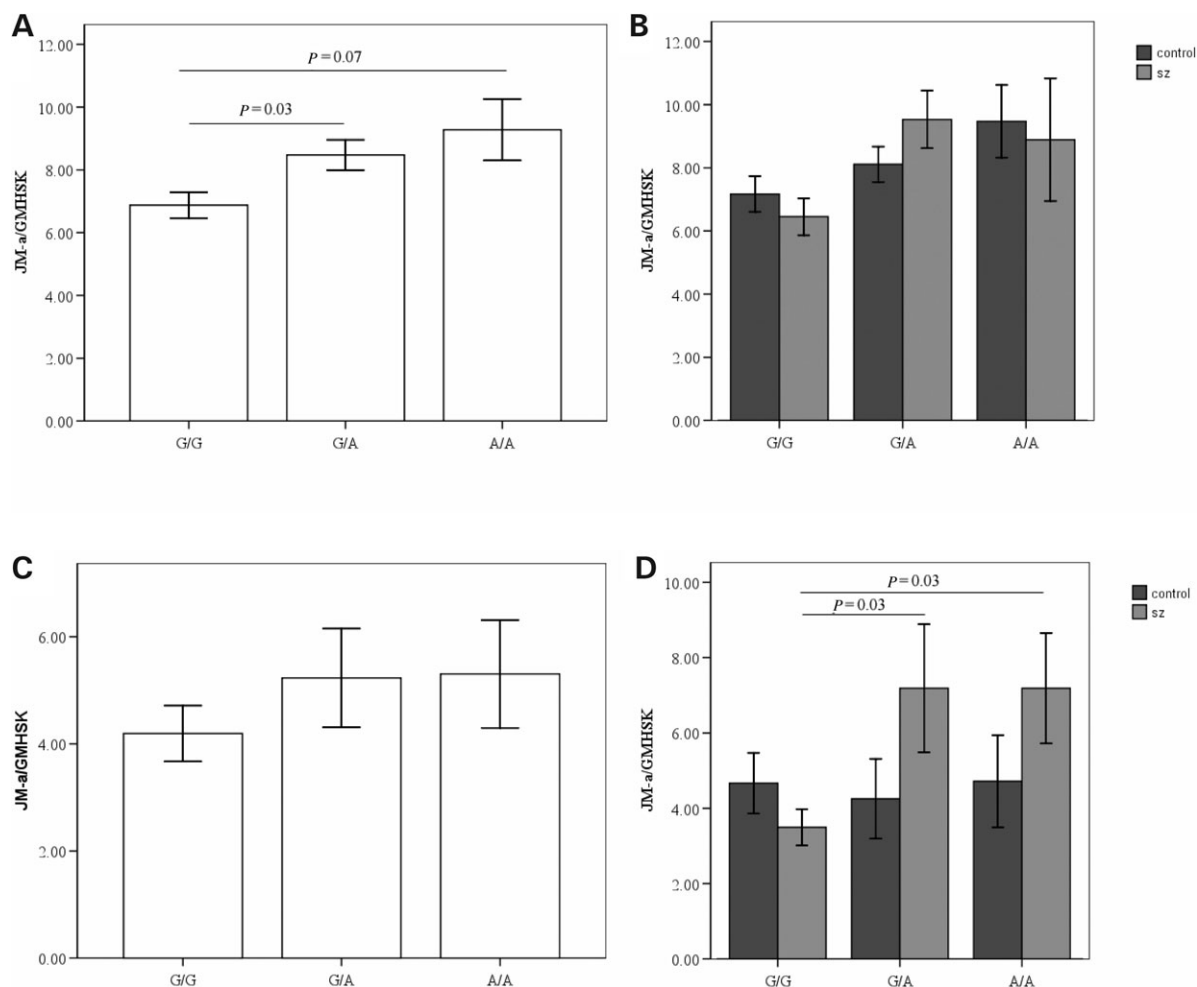 A
12.00
10.00
8.00
6.00
4.00
2.00
0.00
JM-a/GMHSK
P = 0.07
P = 0.03
G/G G/A A/A
B
12.00
10.00
8.00
6.00
4.00
2.00
0.00
JM-a/GMHSK
G/G G/A A/A
control
sz
C
6.00
4.00
2.00
0.00
JM-a/GMHSK
G/G G/A A/A
D
10.00
8.00
6.00
4.00
2.00
0.00
JM-a/GMHSK
P = 0.03
P = 0.03
G/G G/A A/A
control
sz